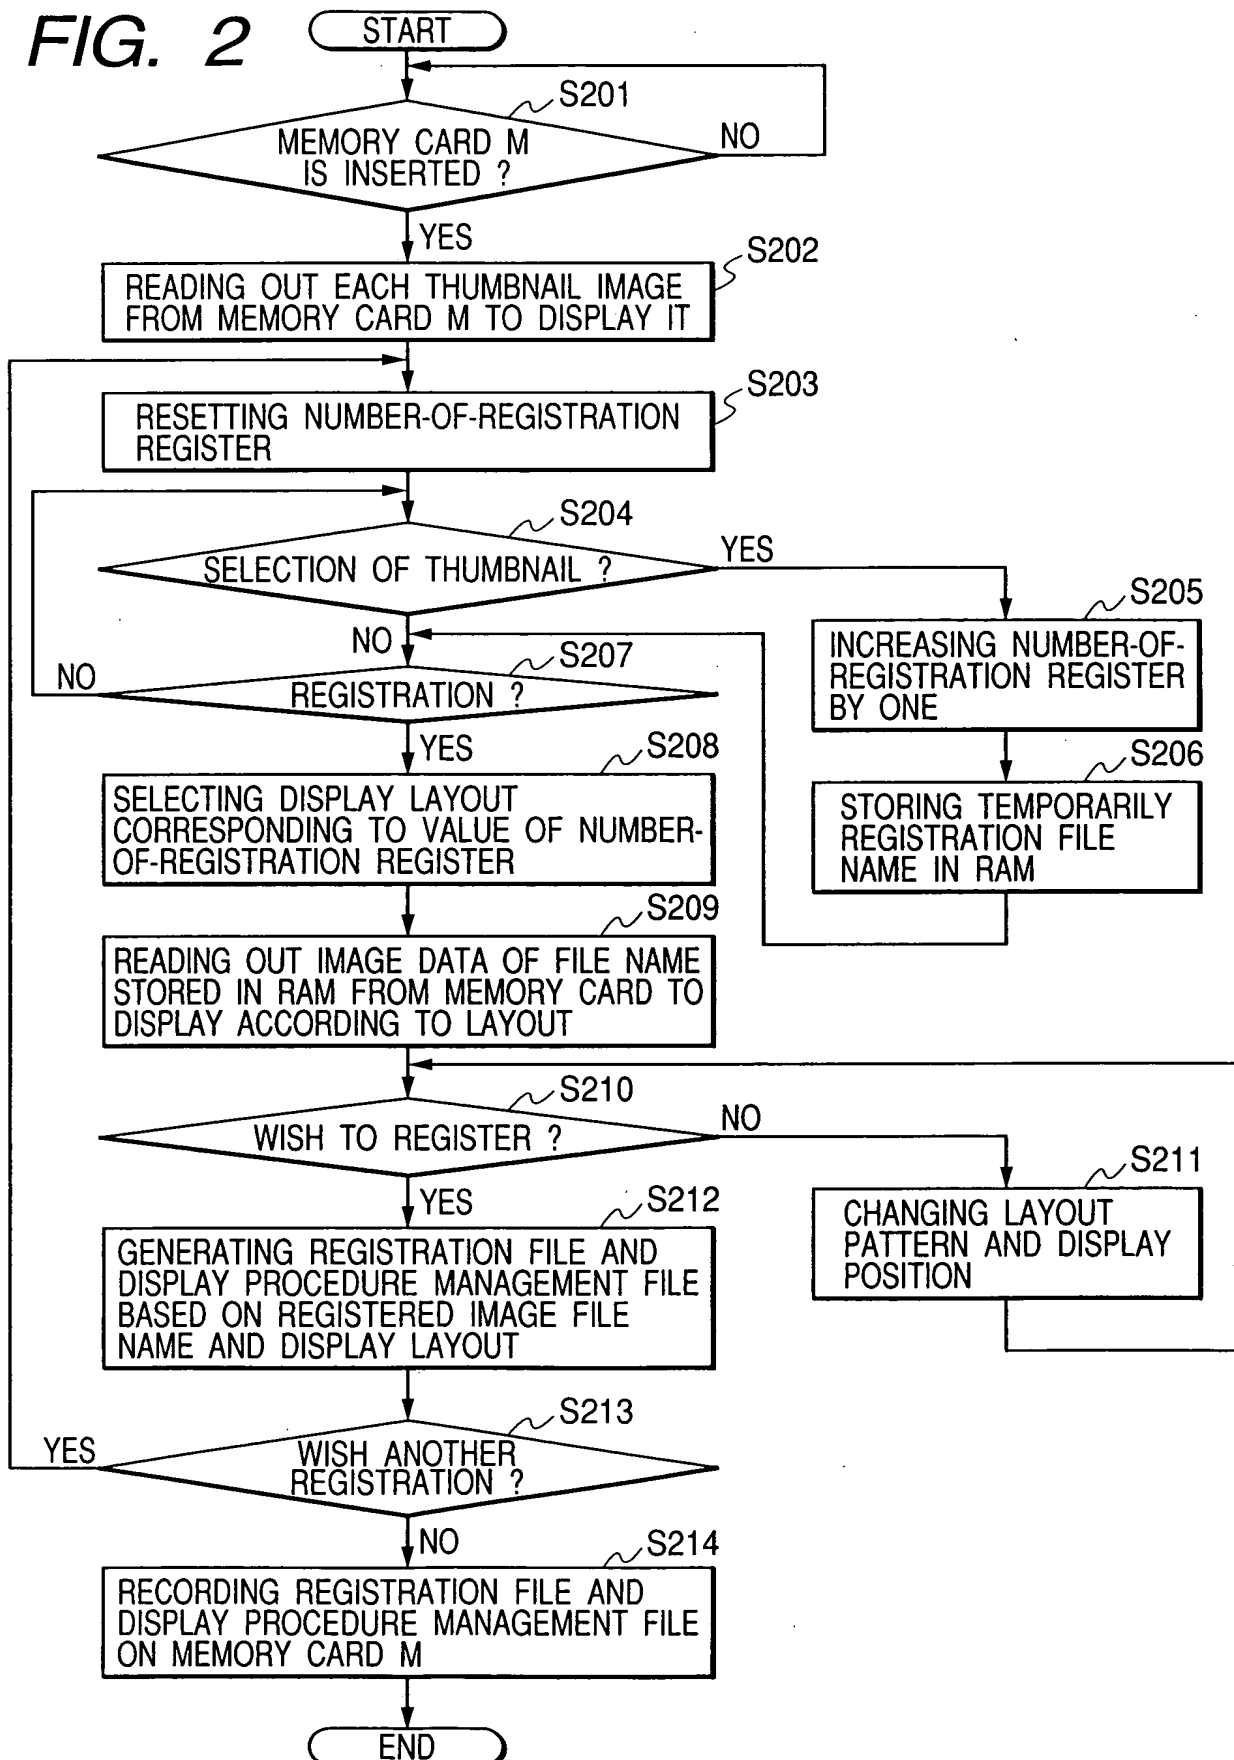 FIG. 2
START
S201
MEMORY CARD M
IS INSERTED ?
NO
YES
S202
READING OUT EACH THUMBNAIL IMAGE
FROM MEMORY CARD M TO DISPLAY IT
S203
RESETTING NUMBER-OF-REGISTRATION
REGISTER
S204
SELECTION OF THUMBNAIL ?
YES
S205
INCREASING NUMBER-OF-
REGISTRATION REGISTER
BY ONE
S206
STORING TEMPORARILY
REGISTRATION FILE
NAME IN RAM
NO
S207
REGISTRATION ?
NO
YES
S208
SELECTING DISPLAY LAYOUT
CORRESPONDING TO VALUE OF NUMBER-
OF-REGISTRATION REGISTER
S209
READING OUT IMAGE DATA OF FILE NAME
STORED IN RAM FROM MEMORY CARD TO
DISPLAY ACCORDING TO LAYOUT
S210
WISH TO REGISTER ?
NO
S211
CHANGING LAYOUT
PATTERN AND DISPLAY
POSITION
YES
S212
GENERATING REGISTRATION FILE AND
DISPLAY PROCEDURE MANAGEMENT FILE
BASED ON REGISTERED IMAGE FILE
NAME AND DISPLAY LAYOUT
S213
WISH ANOTHER
REGISTRATION ?
YES
NO
S214
RECORDING REGISTRATION FILE AND
DISPLAY PROCEDURE MANAGEMENT FILE
ON MEMORY CARD M
END